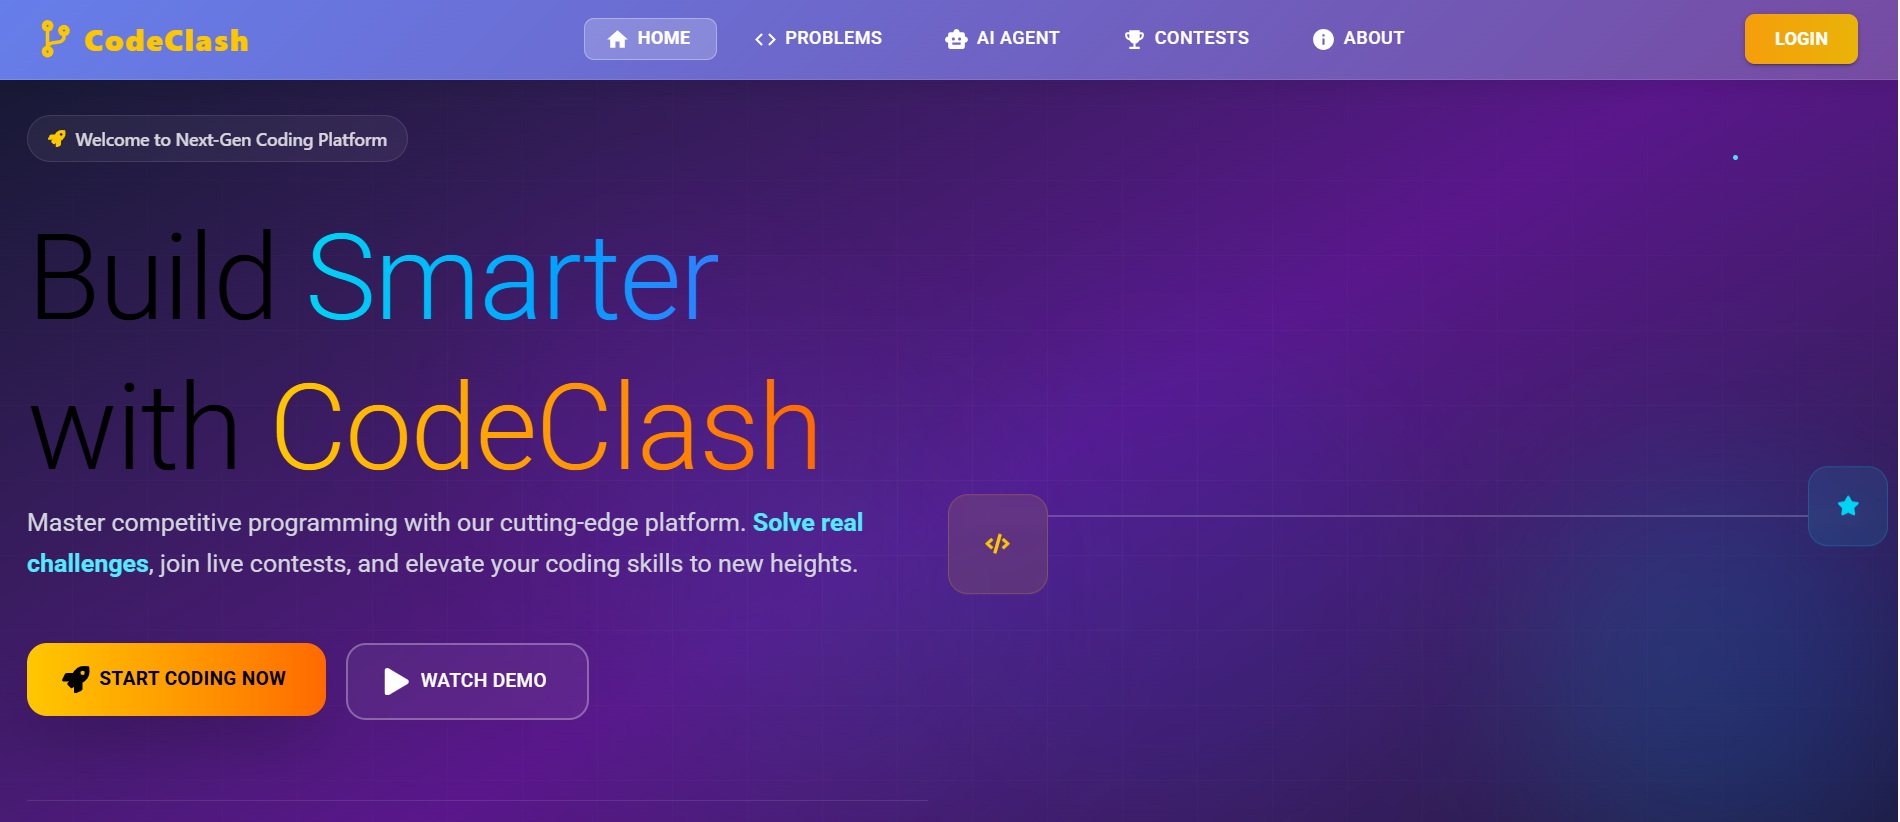 CodeClash
HOME
PROBLEMS
AI AGENT
CONTESTS
ABOUT
LOGIN
Welcome to Next-Gen Coding Platform
Build Smarter
with CodeClash
Master competitive programming with our cutting-edge platform. Solve real
challenges, join live contests, and elevate your coding skills to new heights.
START CODING NOW
WATCH DEMO